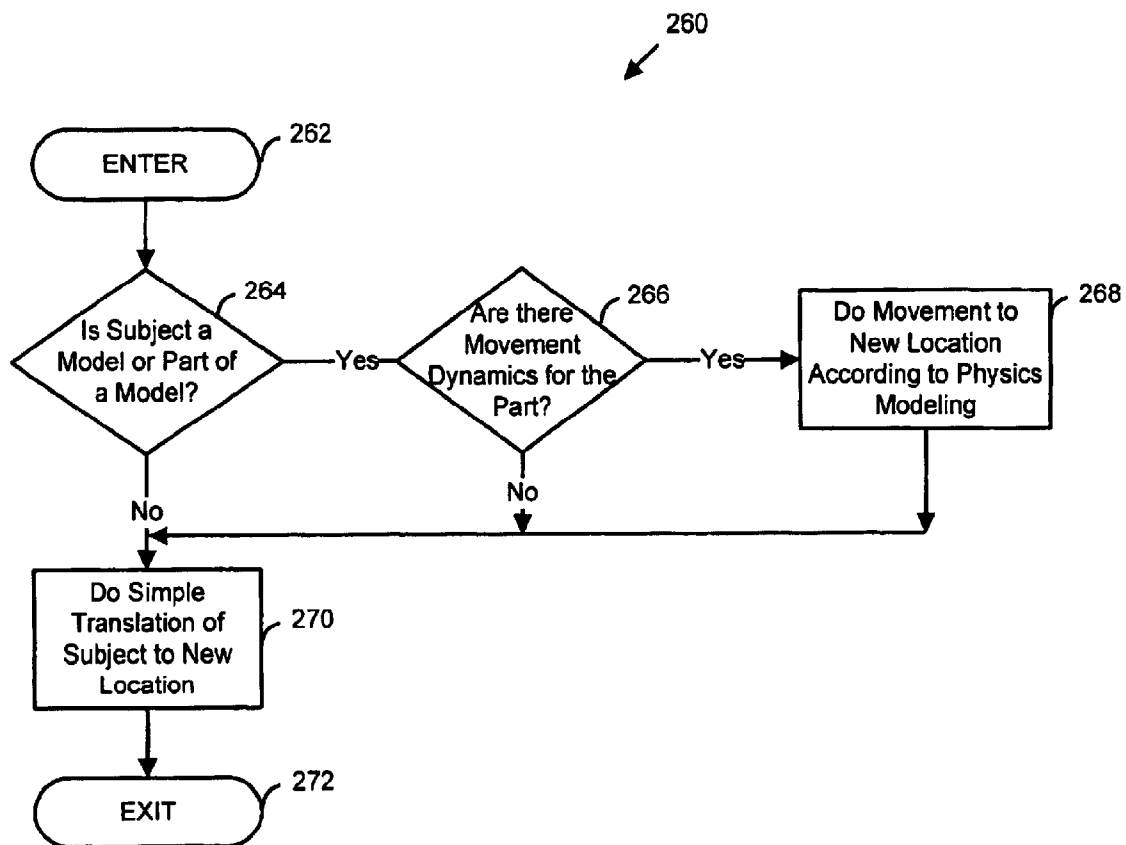 260
ENTER
262
Is Subject a
Model or Part of
a Model?
264
Yes
No
Are there
Movement
Dynamics for the
Part?
266
Yes
No
Do Movement to
New Location
According to Physics
Modeling
268
Do Simple
Translation of
Subject to New
Location
270
EXIT
272